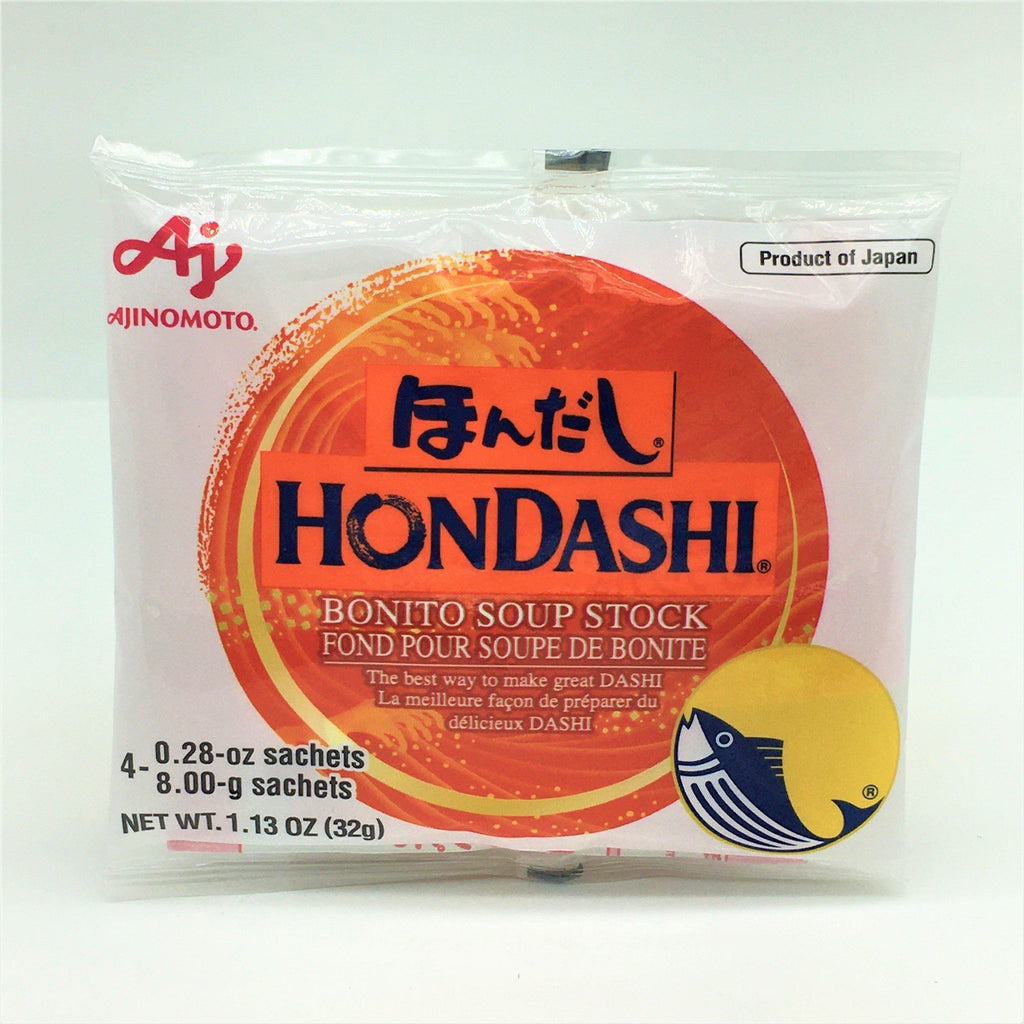 Aj
AJINOMOTO®
Product of Japan
ほんだし®
HONDASHI®
BONITO SOUP STOCK
FOND POUR SOUPE DE BONITE
The best way to make great DASHI
La meilleure façon de préparer du
délicieux DASHI
4- 0.28-oz sachets
8.00-g sachets
NET WT. 1.13 OZ (32g)
®